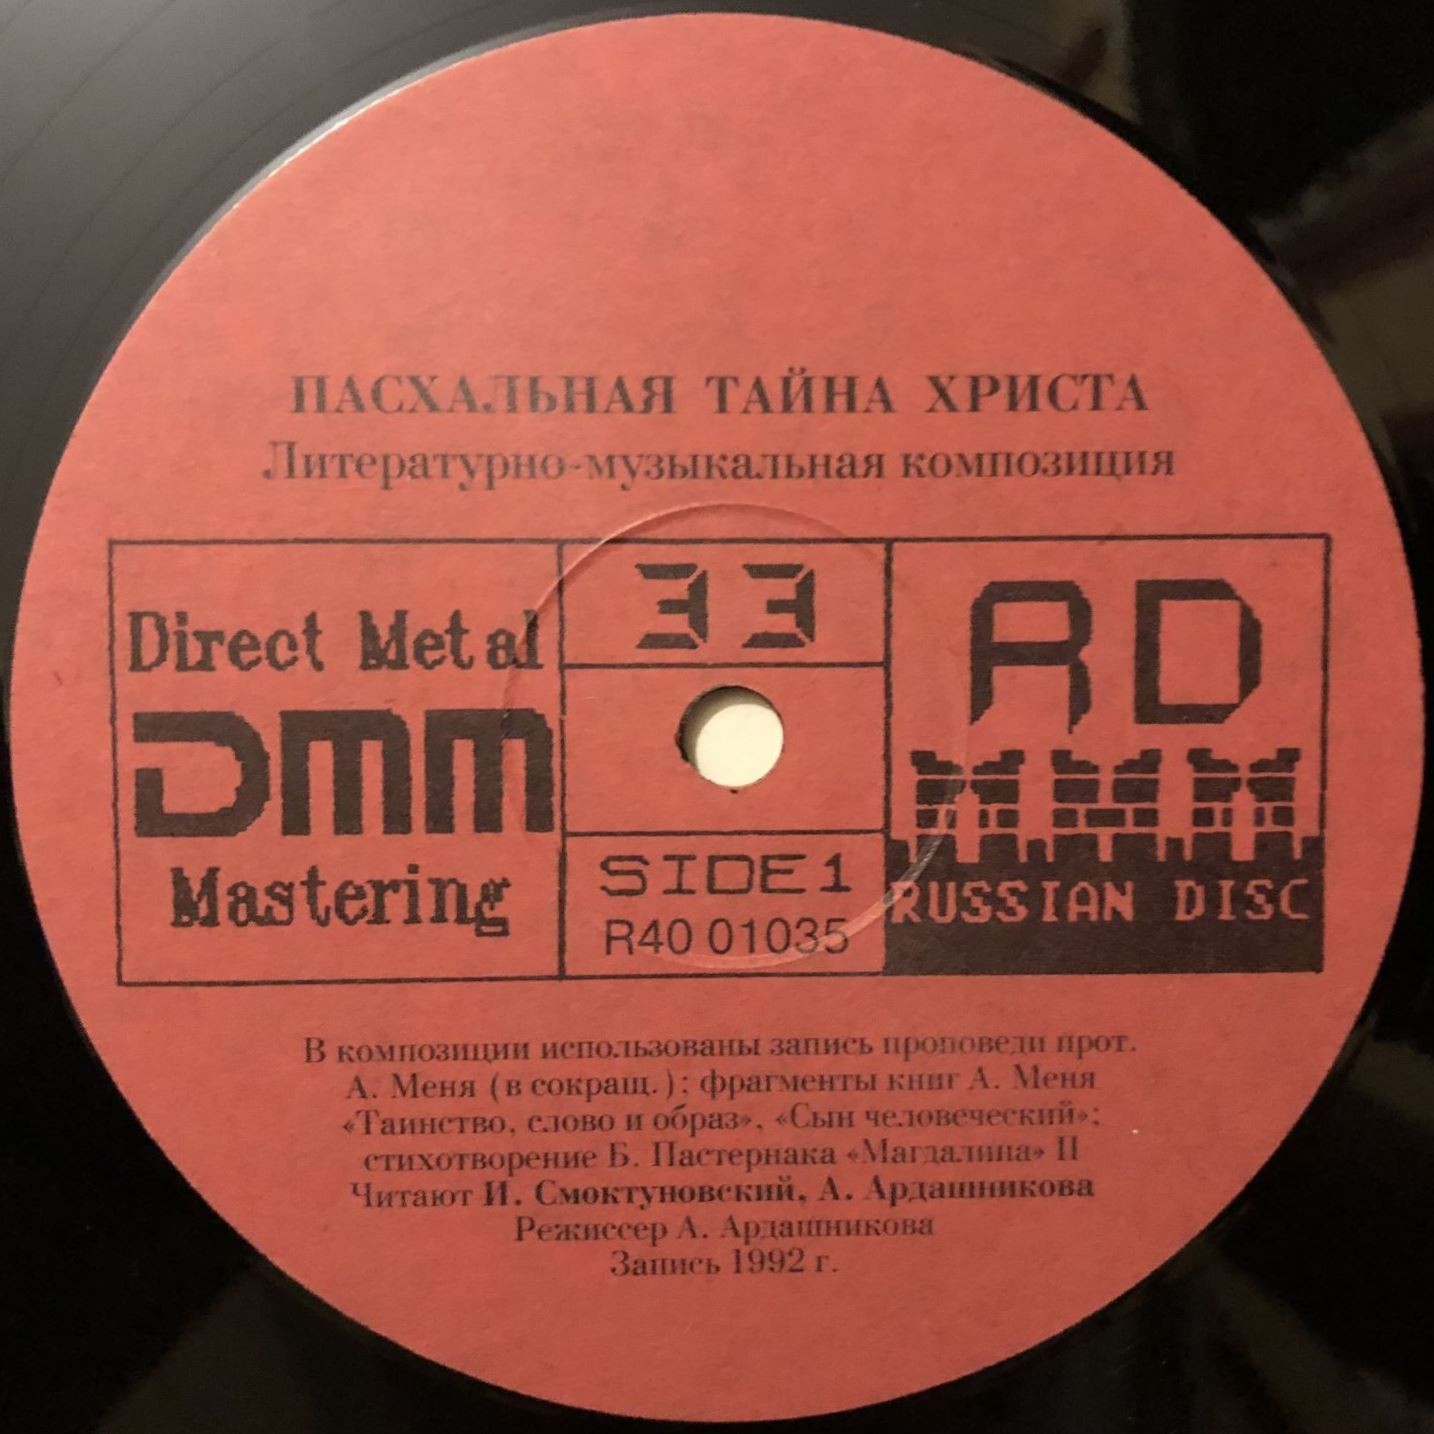 ПАСХАЛЬНАЯ ТАЙНА ХРИСТА
Литературно-музыкальная композиция
Direct Metal
DMM
Mastering
33
SIDE 1
R40 01035
RD
RUSSIAN DISC
В композиции использованы запись проповеди прот.
А. Меня (в сокращ.); фрагменты книг А. Меня
«Таинство, слово и образ», «Сын человеческий»;
стихотворение Б. Пастернака «Магдалина» II
Читают И. Смоктуновский, А. Ардашникова
Режиссер А. Ардашникова
Запись 1992 г.